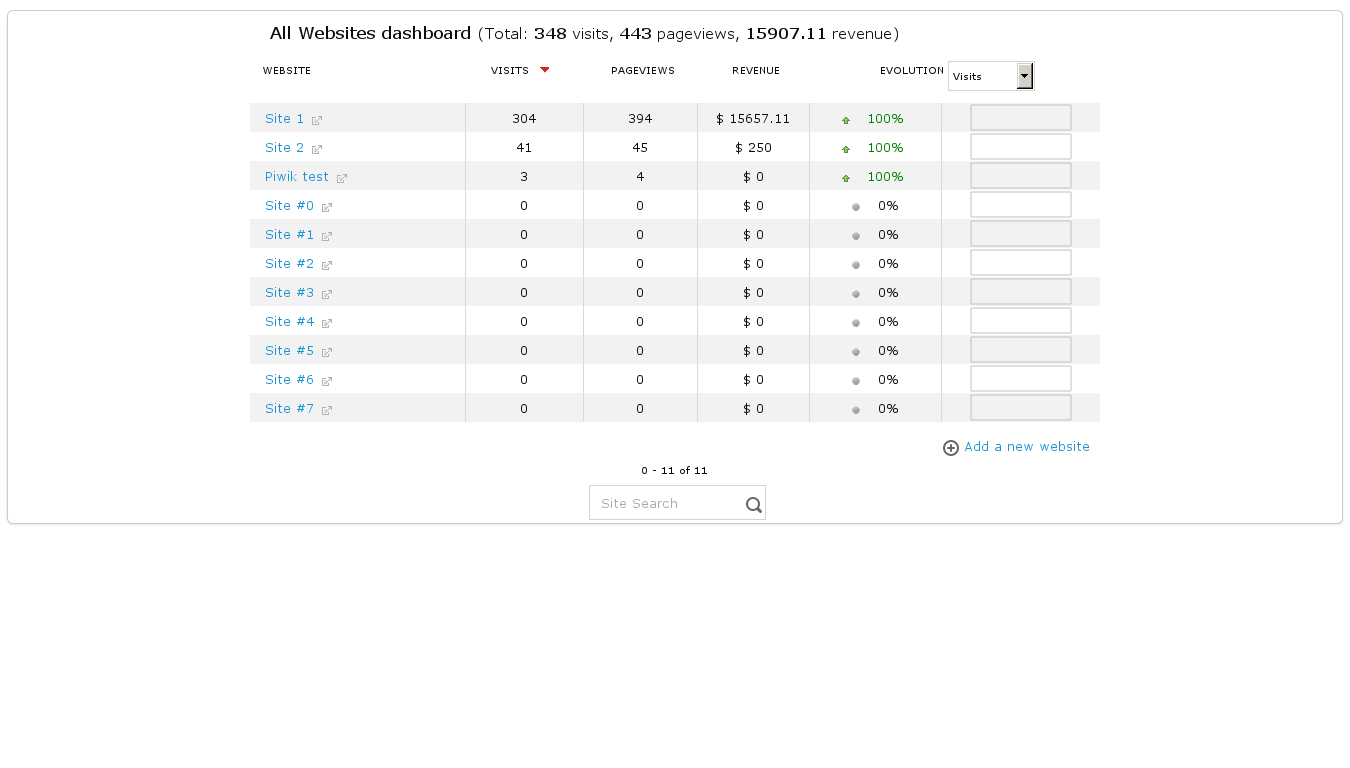 All Websites dashboard (Total: 348 visits, 443 pageviews, 15907.11 revenue)
WEBSITE VISITS PAGEVIEWS REVENUE EVOLUTION Visits
Site 1 304 394 $ 15657.11 100%
Site 2 41 45 $ 250 100%
Piwik test 3 4 $ 0 100%
Site #0 0 0 $ 0 0%
Site #1 0 0 $ 0 0%
Site #2 0 0 $ 0 0%
Site #3 0 0 $ 0 0%
Site #4 0 0 $ 0 0%
Site #5 0 0 $ 0 0%
Site #6 0 0 $ 0 0%
Site #7 0 0 $ 0 0%
Add a new website
0 - 11 of 11
Site Search